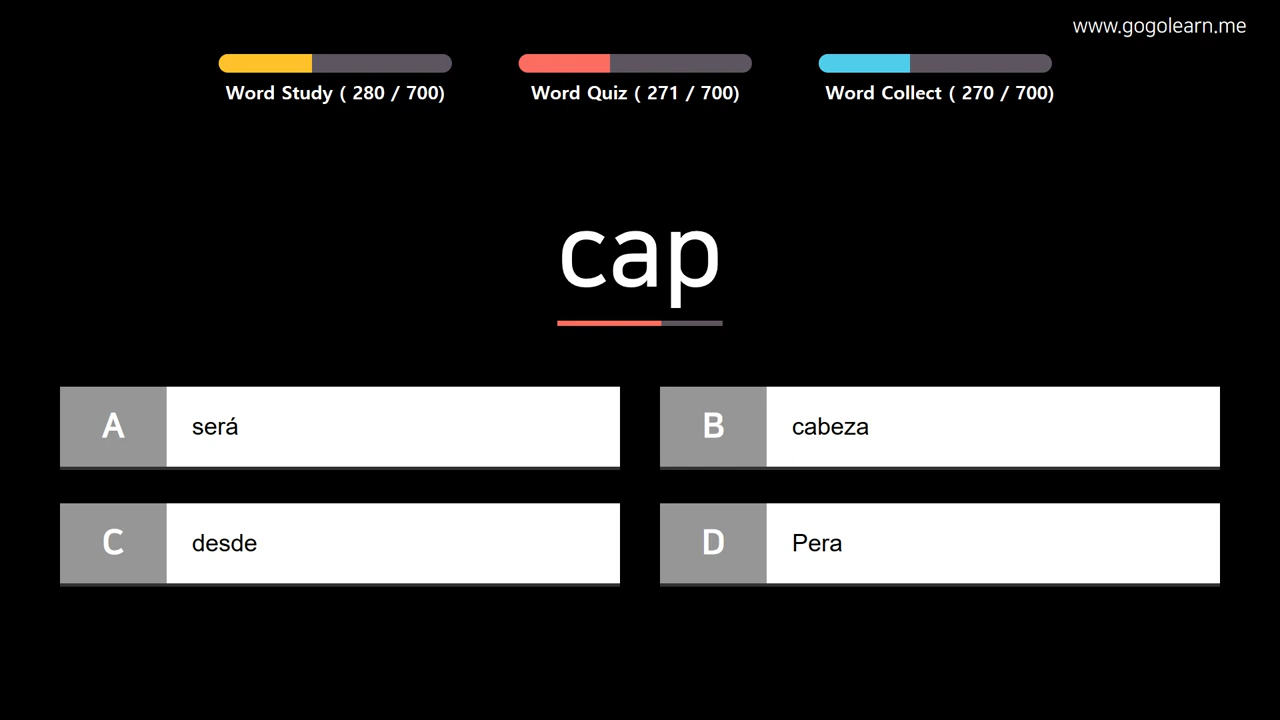 www.gogolearn.me
Word Study ( 280 / 700)
Word Quiz ( 271 / 700)
Word Collect ( 270 / 700)
cap
A será
B cabeza
C desde
D Pera